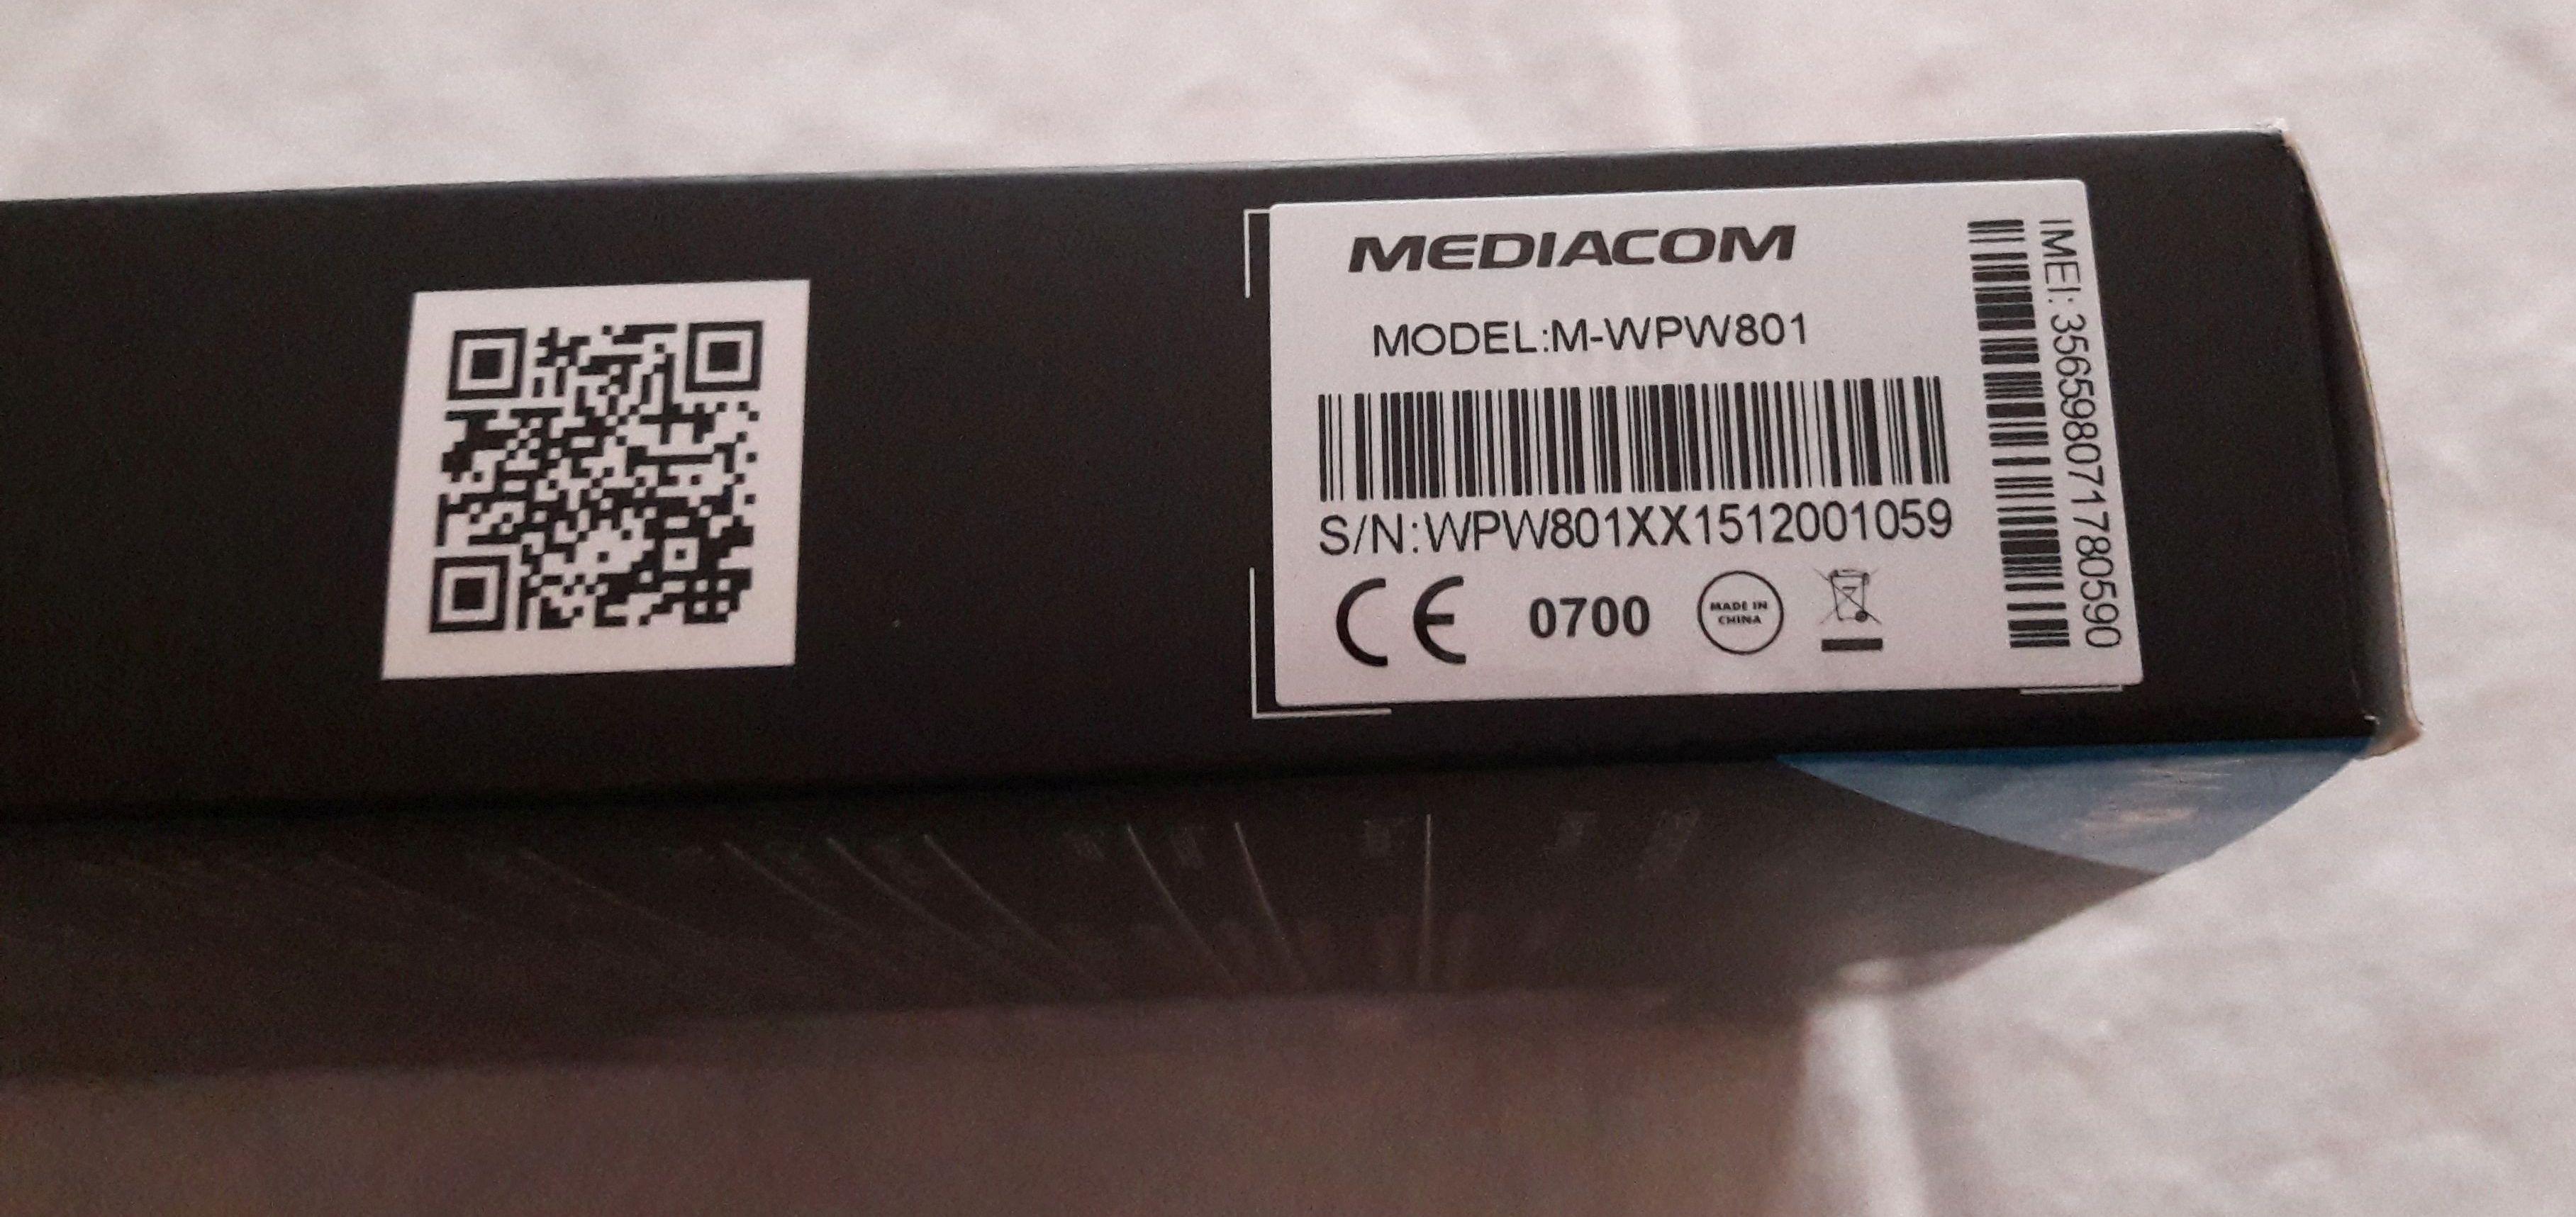 MEDIACOM
MODEL:M-WPW801
S/N:WPW801XX1512001059
CE 0700
MADE IN
CHINA
IMEI:356598071780590